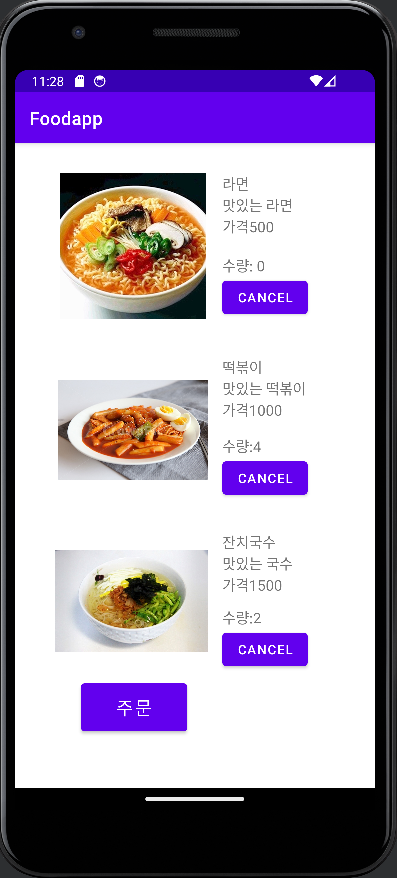 11:28
Foodapp
라면
맛있는 라면
가격500
수량: 0
CANCEL
떡볶이
맛있는 떡볶이
가격1000
수량:4
CANCEL
잔치국수
맛있는 국수
가격1500
수량:2
CANCEL
주문